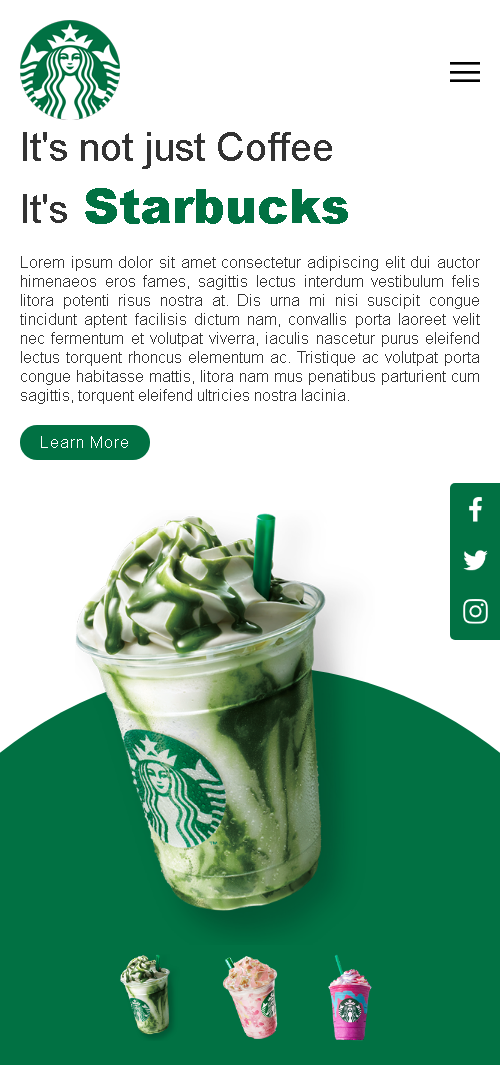 It's not just Coffee
It's Starbucks
Lorem ipsum dolor sit amet consectetur adipiscing elit dui auctor
himenaeos eros fames, sagittis lectus interdum vestibulum felis
litora potenti risus nostra at. Dis urna mi nisi suscipit congue
tincidunt aptent facilisis dictum nam, convallis porta laoreet velit
nec fermentum et volutpat viverra, iaculis nascetur purus eleifend
lectus torquent rhoncus elementum ac. Tristique ac volutpat porta
congue habitasse mattis, litora nam mus penatibus parturient cum
sagittis, torquent eleifend ultricies nostra lacinia.
Learn More